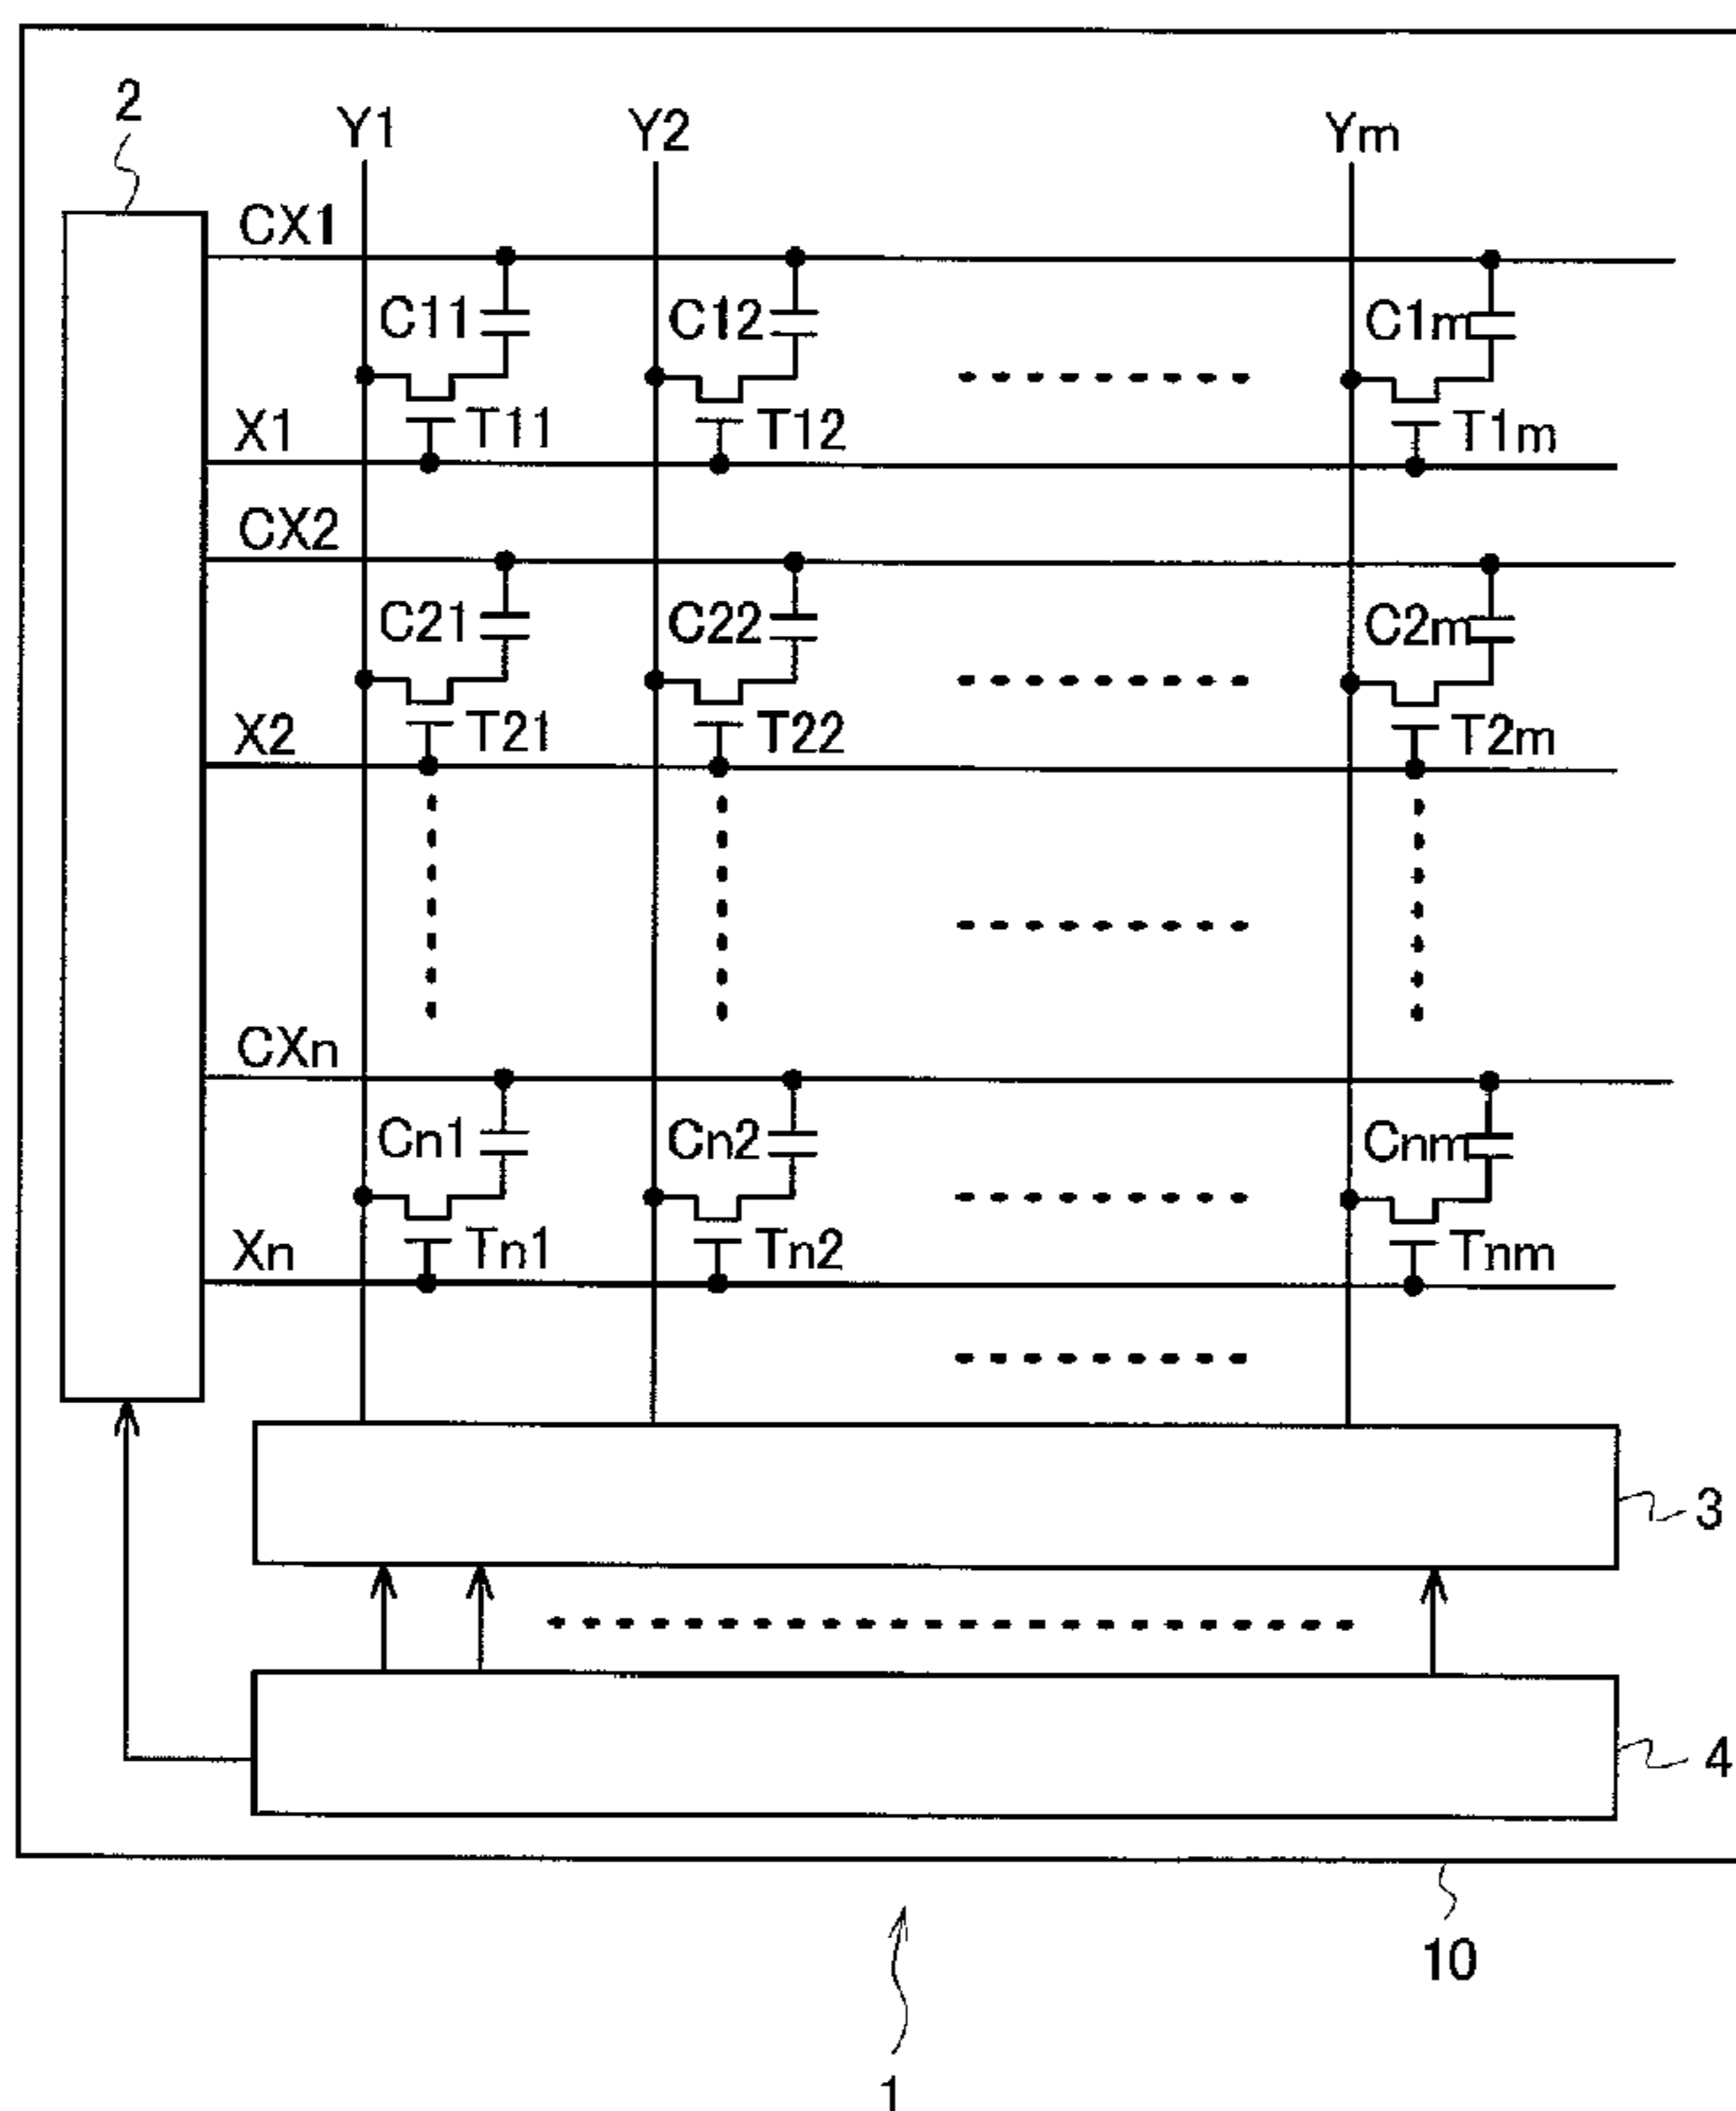 2
Y1 Y2 Ym
CX1
C11 C12 C1m
X1 T11 T12 T1m
CX2
C21 C22 C2m
X2 T21 T22 T2m
CXn
Cn1 Cn2 Cnm
Xn Tn1 Tn2 Tnm
3
4
10
1